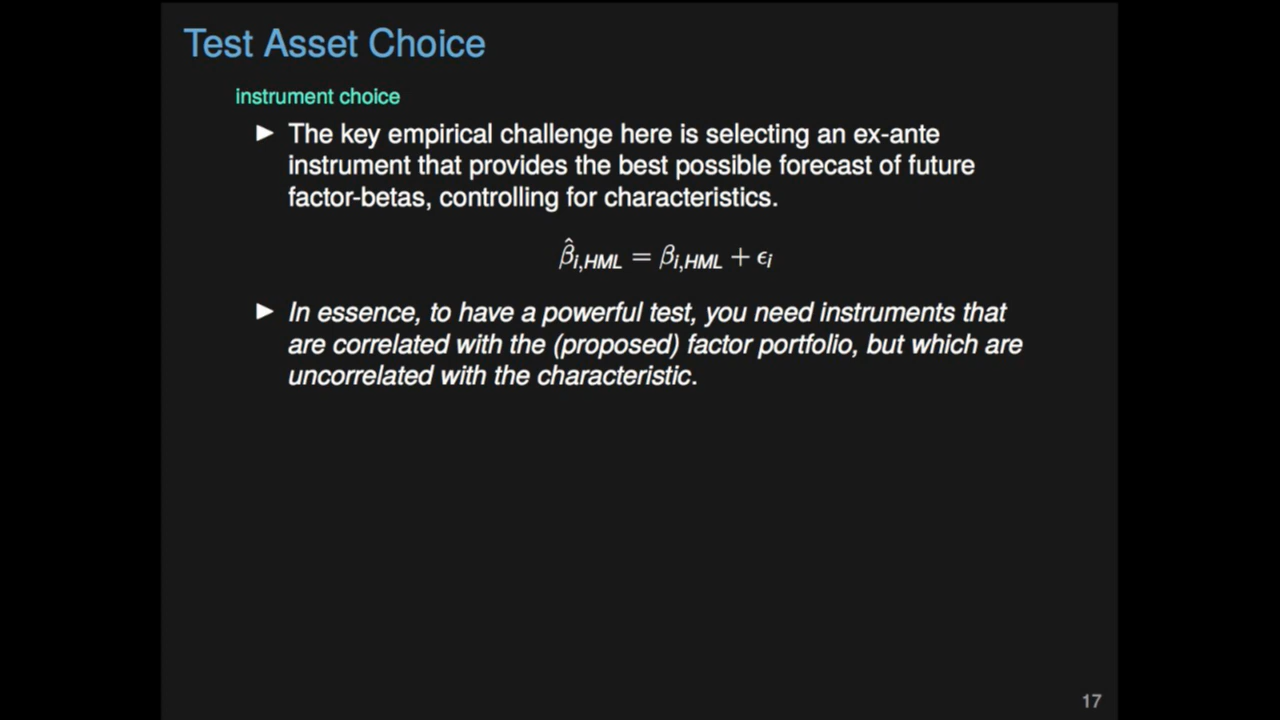 Test Asset Choice
instrument choice
► The key empirical challenge here is selecting an ex-ante
instrument that provides the best possible forecast of future
factor-betas, controlling for characteristics.
β̂i,HML = βi,HML + ϵi
► In essence, to have a powerful test, you need instruments that
are correlated with the (proposed) factor portfolio, but which are
uncorrelated with the characteristic.
17